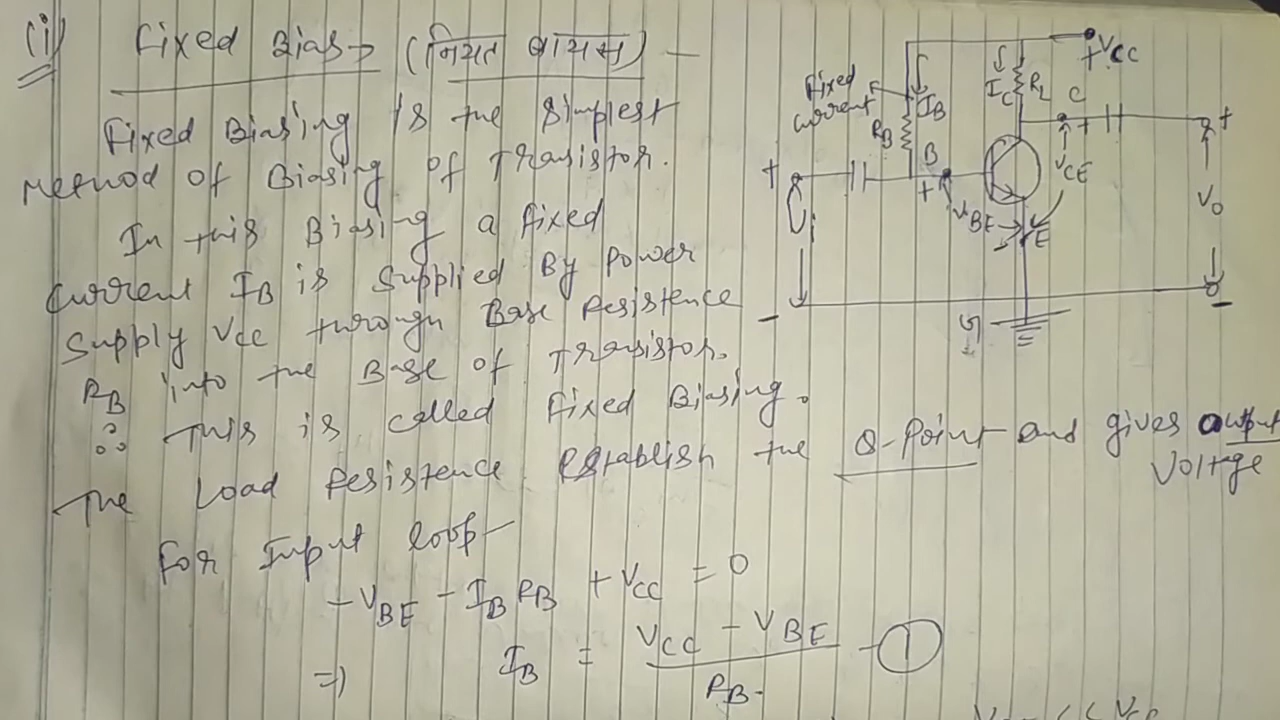 (i) Fixed Bias → (नियत बायस) -
Fixed Biasing is the simplest
method of Biasing of Transistor.
In this Biasing a fixed
current IB is supplied By power
supply Vcc through Base Resistence
RB into the Base of Transistor.
∴ This is called Fixed Biasing.
The Load Resistence Establish the Q-Point and gives output
Voltage
For Input loop-
- VBE - IB RB + VCC = 0
⇒ IB = VCC - VBE / RB - 1
+VCC
Fixed
current
IB
RB
IC
RL
C
+
VCE
B
+
VBE
E
+
-
+
VO
-
G